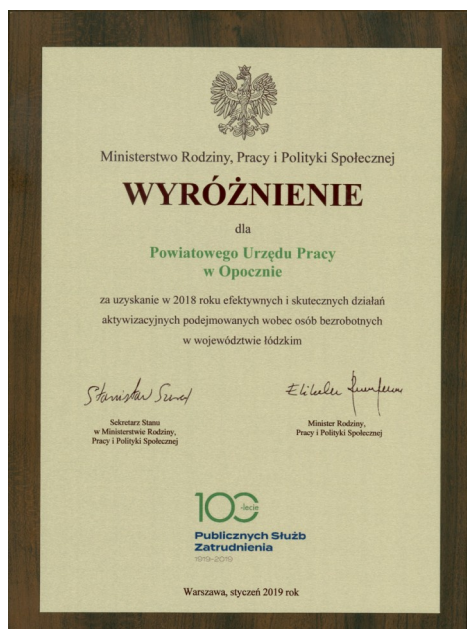 Ministerstwo Rodziny, Pracy i Polityki Społecznej
WYRÓŻNIENIE
dla
Powiatowego Urzędu Pracy
w Opocznie
za uzyskanie w 2018 roku efektywnych i skutecznych działań
aktywizacyjnych podejmowanych wobec osób bezrobotnych
w województwie łódzkim
Stanisław Szwed
Sekretarz Stanu
w Ministerstwie Rodziny,
Pracy i Polityki Społecznej
Minister Rodziny,
Pracy i Polityki Społecznej
100-lecie
Publicznych Służb
Zatrudnienia
1919-2019
Warszawa, styczeń 2019 rok